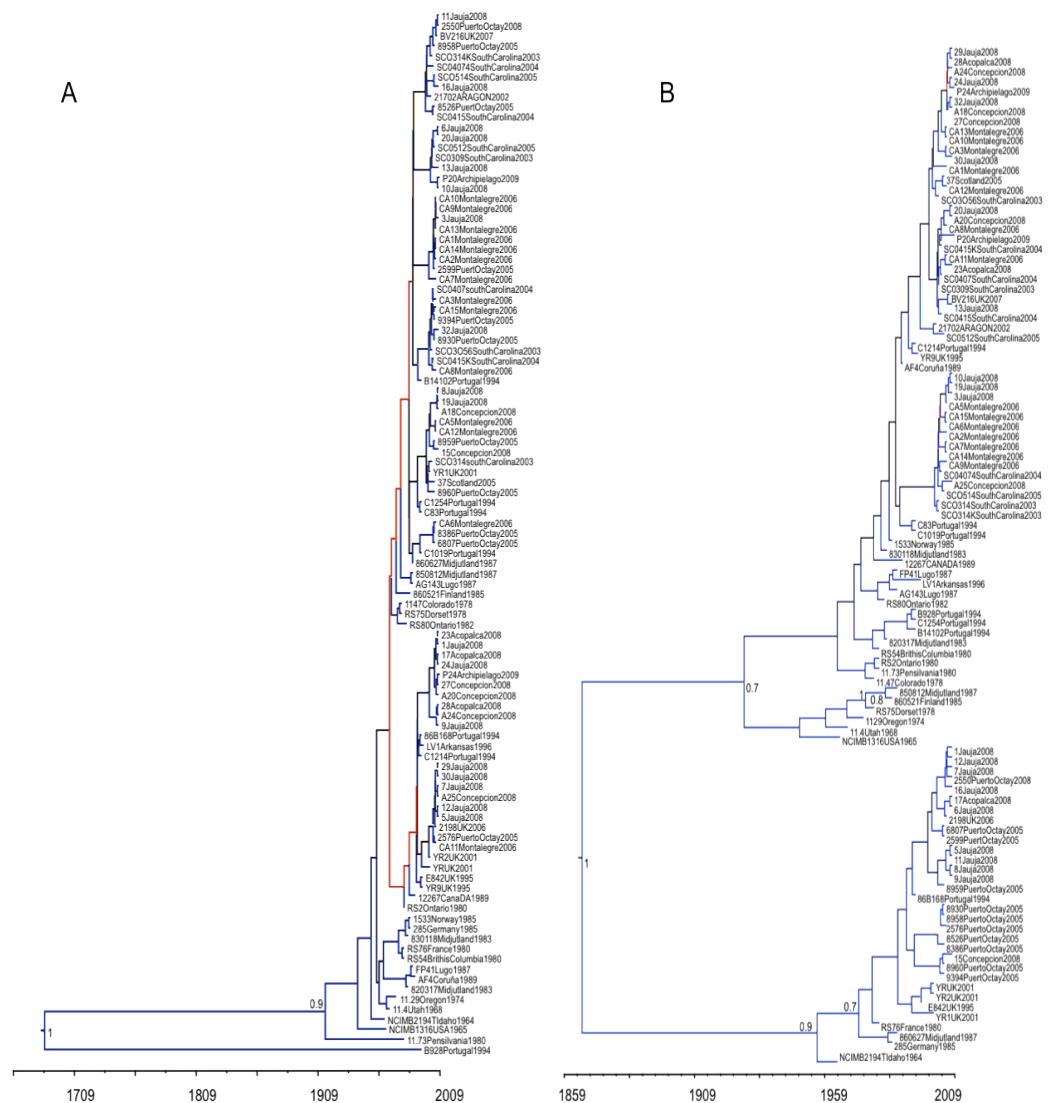 A
11Jauja2008
2550PuertoOctay2008
BV216UK2007
8958PuertOctay2005
SCO314KSouthCarolina2003
SC04074SouthCarolina2004
SCO514SouthCarolina2005
16Jauja2008
21702ARAGON2002
8526PuertOctay2005
SC0415SouthCarolina2004
6Jauja2008
20Jauja2008
SC0512SouthCarolina2005
SC0309SouthCarolina2003
13Jauja2008
P20Archipielago2009
10Jauja2008
CA10Montalegre2006
CA9Montalegre2006
3Jauja2008
CA13Montalegre2006
CA1Montalegre2006
CA14Montalegre2006
CA2Montalegre2006
2599PuertOctay2005
CA7Montalegre2006
SC0407southCarolina2004
CA3Montalegre2006
CA15Montalegre2006
9394PuertOctay2005
32Jauja2008
8930PuertOctay2005
SCO3O56SouthCarolina2003
SC0415KSouthCarolina2004
CA8Montalegre2006
B14102Portugal1994
8Jauja2008
19Jauja2008
A18Concepcion2008
CA5Montalegre2006
CA12Montalegre2006
8959PuertoOctay2005
15Concepcion2008
SCO314southCarolina2003
YR1UK2001
37Scotland2005
8960PuertoOctay2005
C1254Portugal1994
C83Portugal1994
CA6Montalegre2006
8386PuertoOctay2005
6807PuertOctay2005
C1019Portugal1994
860627Midjutland1987
850812Midjutland1987
AG143Lugo1987
860521Finland1985
1147Colorado1978
RS75Dorset1978
RS80Ontario1982
23Acopalca2008
1Jauja2008
17Acopalca2008
24Jauja2008
P24Archipielago2009
27Concepcion2008
A20Concepcion2008
28Acopalca2008
A24Concepcion2008
9Jauja2008
86B168Portugal1994
LV1Arkansas1996
C1214Portugal1994
29Jauja2008
30Jauja2008
7Jauja2008
A25Concepcion2008
12Jauja2008
5Jauja2008
2198UK2006
2576PuertoOctay2005
CA11Montalegre2006
YR2UK2001
YRUK2001
E842UK1995
YR9UK1995
12267CanaDA1989
RS2Ontario1980
1533Norway1985
285Germany1985
830118Midjutland1983
RS76France1980
RS54BrithisColumbia1980
FP41Lugo1987
AF4Coruña1989
820317Midjutland1983
11.29Oregon1974
11.4Utah1968
0.9
NCIMB2194TIdaho1964
NCIMB1316USA1965
1
11.73Pensilvania1980
B928Portugal1994
1709
1809
1909
2009
B
29Jauja2008
28Acopalca2008
A24Concepcion2008
24Jauja2008
P24Archipielago2009
32Jauja2008
A18Concepcion2008
27Concepcion2008
CA13Montalegre2006
CA10Montalegre2006
CA3Montalegre2006
30Jauja2008
CA1Montalegre2006
37Scotland2005
CA12Montalegre2006
SCO3O56SouthCarolina2003
20Jauja2008
A20Concepcion2008
CA8Montalegre2006
P20Archipielago2009
SC0415KSouthCarolina2004
CA11Montalegre2006
23Acopalca2008
SC0407SouthCarolina2004
SC0309SouthCarolina2003
BV216UK2007
13Jauja2008
SC0415SouthCarolina2004
21702ARAGON2002
SC0512SouthCarolina2005
C1214Portugal1994
YR9UK1995
AF4Coruña1989
10Jauja2008
19Jauja2008
3Jauja2008
CA5Montalegre2006
CA15Montalegre2006
CA6Montalegre2006
CA2Montalegre2006
CA7Montalegre2006
CA14Montalegre2006
CA9Montalegre2006
SC04074SouthCarolina2004
A25Concepcion2008
SCO514SouthCarolina2005
SCO314SouthCarolina2003
SCO314KSouthCarolina2003
C83Portugal1994
C1019Portugal1994
1533Norway1985
830118Midjutland1983
12267CANADA1989
FP41Lugo1987
LV1Arkansas1996
AG143Lugo1987
RS80Ontario1982
B928Portugal1994
C1254Portugal1994
B14102Portugal1994
820317Midjutland1983
RS54BrithisColumbia1980
RS2Ontario1980
11.73Pensilvania1980
0.7
11.47Colorado1978
1
850812Midjutland1987
0.8
860521Finland1985
RS75Dorset1978
1129Oregon1974
11.4Utah1968
NCIMB1316USA1965
1Jauja2008
12Jauja2008
7Jauja2008
2550PuertoOctay2008
16Jauja2008
17Acopalca2008
6Jauja2008
2198UK2006
6807PuertoOctay2005
2599PuertOctay2005
5Jauja2008
11Jauja2008
8Jauja2008
9Jauja2008
8959PuertoOctay2005
86B168Portugal1994
8930PuertoOctay2005
8958PuertOctay2005
2576PuertoOctay2005
8526PuertOctay2005
8386PuertoOctay2005
15Concepcion2008
8960PuertoOctay2005
9394PuertOctay2005
YRUK2001
YR2UK2001
E842UK1995
YR1UK2001
0.7
RS76France1980
0.9
860627Midjutland1987
285Germany1985
NCIMB2194TIdaho1964
1
1859
1909
1959
2009